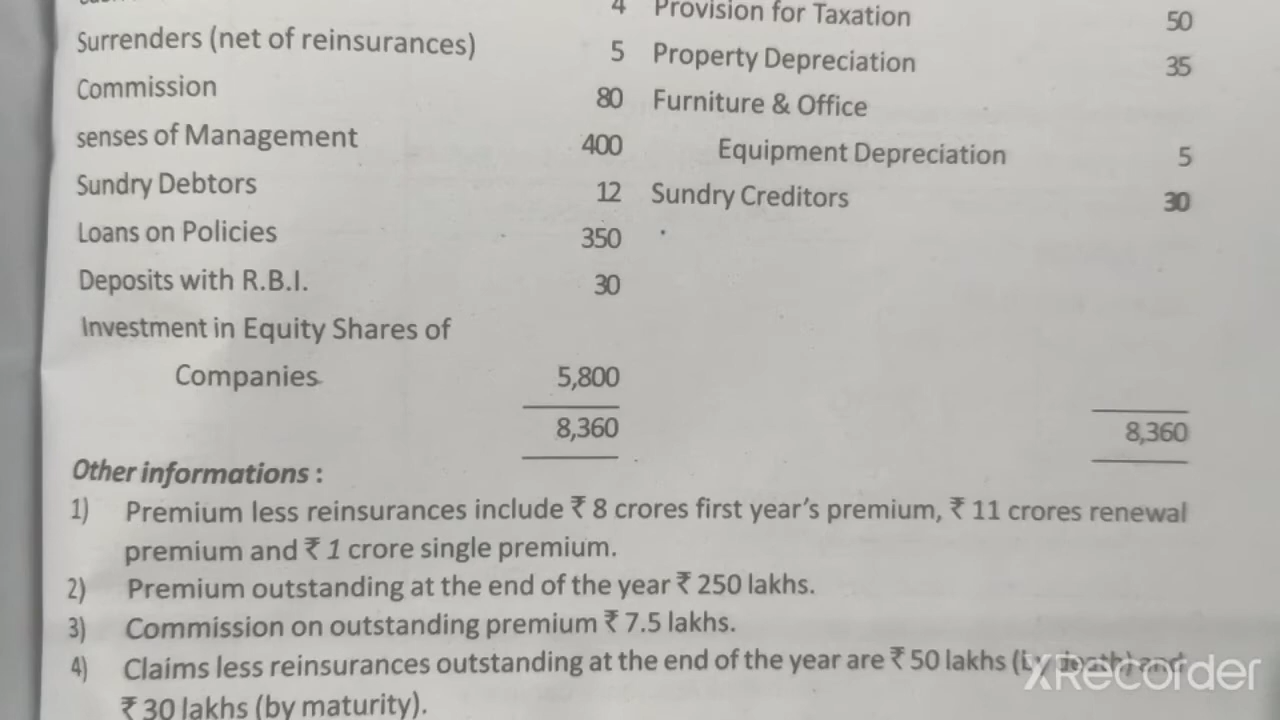 4 Provision for Taxation 50
Surrenders (net of reinsurances) 5 Property Depreciation 35
Commission 80 Furniture & Office
senses of Management 400 Equipment Depreciation 5
Sundry Debtors 12 Sundry Creditors 30
Loans on Policies 350
Deposits with R.B.I. 30
Investment in Equity Shares of
Companies 5,800
8,360 8,360
Other informations :
1) Premium less reinsurances include ₹ 8 crores first year's premium, ₹ 11 crores renewal
premium and ₹ 1 crore single premium.
2) Premium outstanding at the end of the year ₹ 250 lakhs.
3) Commission on outstanding premium ₹ 7.5 lakhs.
4) Claims less reinsurances outstanding at the end of the year are ₹ 50 lakhs (by death) and
₹ 30 lakhs (by maturity).
XRecorder